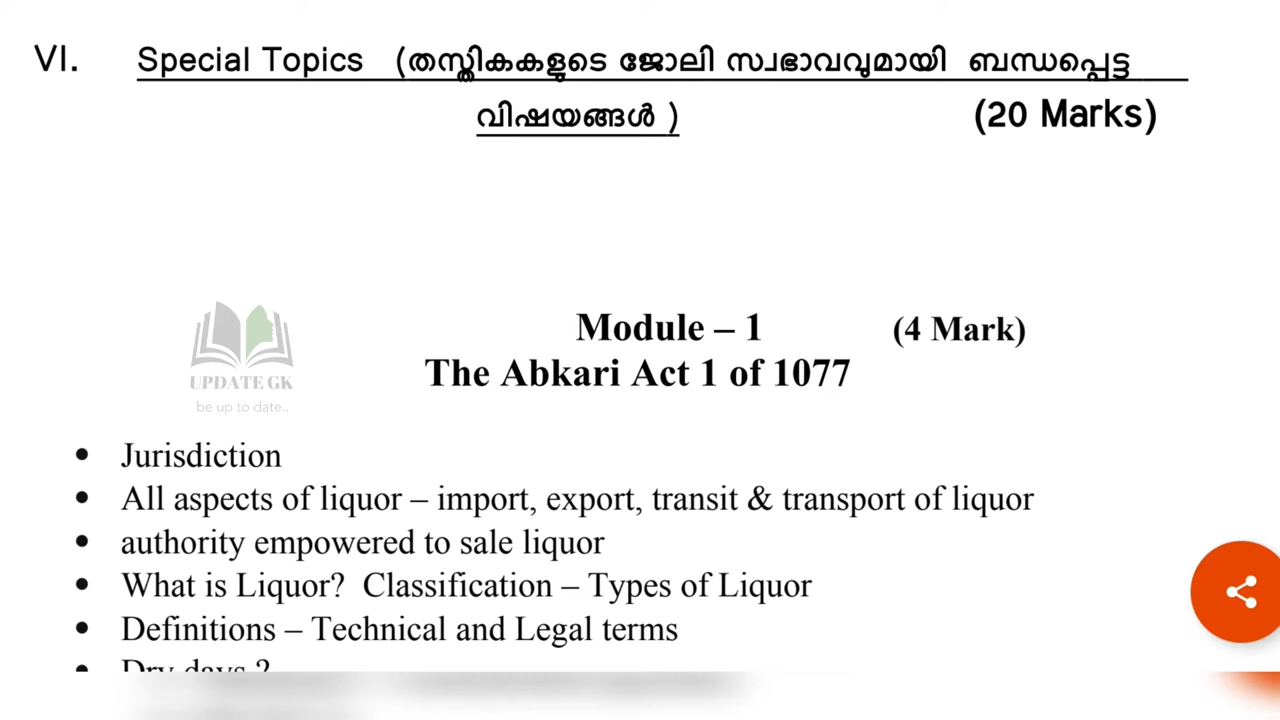 VI. Special Topics (തസ്തികകളുടെ ജോലി സ്വഭാവവുമായി ബന്ധപ്പെട്ട
വിഷയങ്ങൾ ) (20 Marks)
Module – 1 (4 Mark)
The Abkari Act 1 of 1077
UPDATE GK
be up to date..
• Jurisdiction
• All aspects of liquor – import, export, transit & transport of liquor
• authority empowered to sale liquor
• What is Liquor? Classification – Types of Liquor
• Definitions – Technical and Legal terms
• Dry days ?